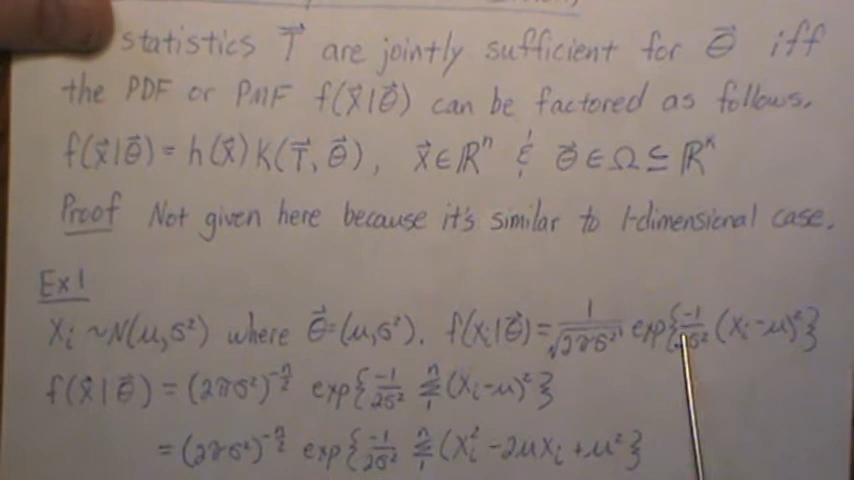 statistics T⃗ are jointly sufficient for θ⃗ iff
the PDF or PMF f(x⃗|θ⃗) can be factored as follows.
f(x⃗|θ⃗) = h(x⃗) K(T⃗, θ⃗), x⃗ ∈ ℝⁿ & θ⃗ ∈ Ω ⊆ ℝᴷ
Proof Not given here because it's similar to 1-dimensional case.
Ex 1
Xᵢ ~ N(μ, σ²) where θ⃗ = (μ, σ²). f(xᵢ|θ⃗) = 1/√(2πσ²) exp{-1/2σ² (xᵢ-μ)²}
f(x⃗|θ⃗) = (2πσ²)^(-n/2) exp{-1/2σ² Σ₁ⁿ (xᵢ-μ)²}
= (2πσ²)^(-n/2) exp{-1/2σ² Σ₁ⁿ (xᵢ² - 2μxᵢ + μ²}